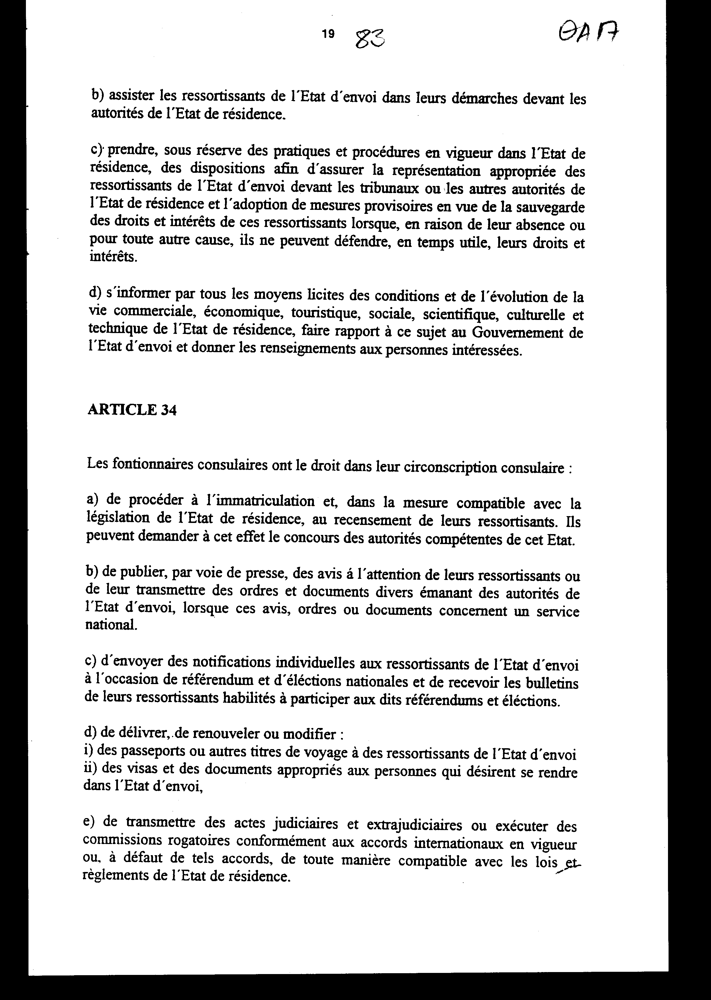 19 83
b) assister les ressortissants de l´Etat d´envoi dans leurs démarches devant les
autorités de l´Etat de résidence.
c) prendre, sous réserve des pratiques et procédures en vigueur dans l´Etat de
résidence, des dispositions afin d´assurer la représentation appropriée des
ressortissants de l´Etat d´envoi devant les tribunaux ou les autres autorités de
l´Etat de résidence et l´adoption de mesures provisoires en vue de la sauvegarde
des droits et intérêts de ces ressortissants lorsque, en raison de leur absence ou
pour toute autre cause, ils ne peuvent défendre, en temps utile, leurs droits et
intérêts.
d) s´informer par tous les moyens licites des conditions et de l´évolution de la
vie commerciale, économique, touristique, sociale, scientifique, culturelle et
technique de l´Etat de résidence, faire rapport à ce sujet au Gouvernement de
l´Etat d´envoi et donner les renseignements aux personnes intéressées.
ARTICLE 34
Les fontionnaires consulaires ont le droit dans leur circonscription consulaire :
a) de procéder à l´immatriculation et, dans la mesure compatible avec la
législation de l´Etat de résidence, au recensement de leurs ressortisants. Ils
peuvent demander à cet effet le concours des autorités compétentes de cet Etat.
b) de publier, par voie de presse, des avis á l´attention de leurs ressortissants ou
de leur transmettre des ordres et documents divers émanant des autorités de
l´Etat d´envoi, lorsque ces avis, ordres ou documents concernent un service
national.
c) d´envoyer des notifications individuelles aux ressortissants de l´Etat d´envoi
à l´occasion de référendum et d´éléctions nationales et de recevoir les bulletins
de leurs ressortissants habilités à participer aux dits référendums et éléctions.
d) de délivrer, de renouveler ou modifier :
i) des passeports ou autres titres de voyage à des ressortissants de l´Etat d´envoi
ii) des visas et des documents appropriés aux personnes qui désirent se rendre
dans l´Etat d´envoi,
e) de transmettre des actes judiciaires et extrajudiciaires ou exécuter des
commissions rogatoires conformément aux accords internationaux en vigueur
ou, à défaut de tels accords, de toute manière compatible avec les lois et
règlements de l´Etat de résidence.